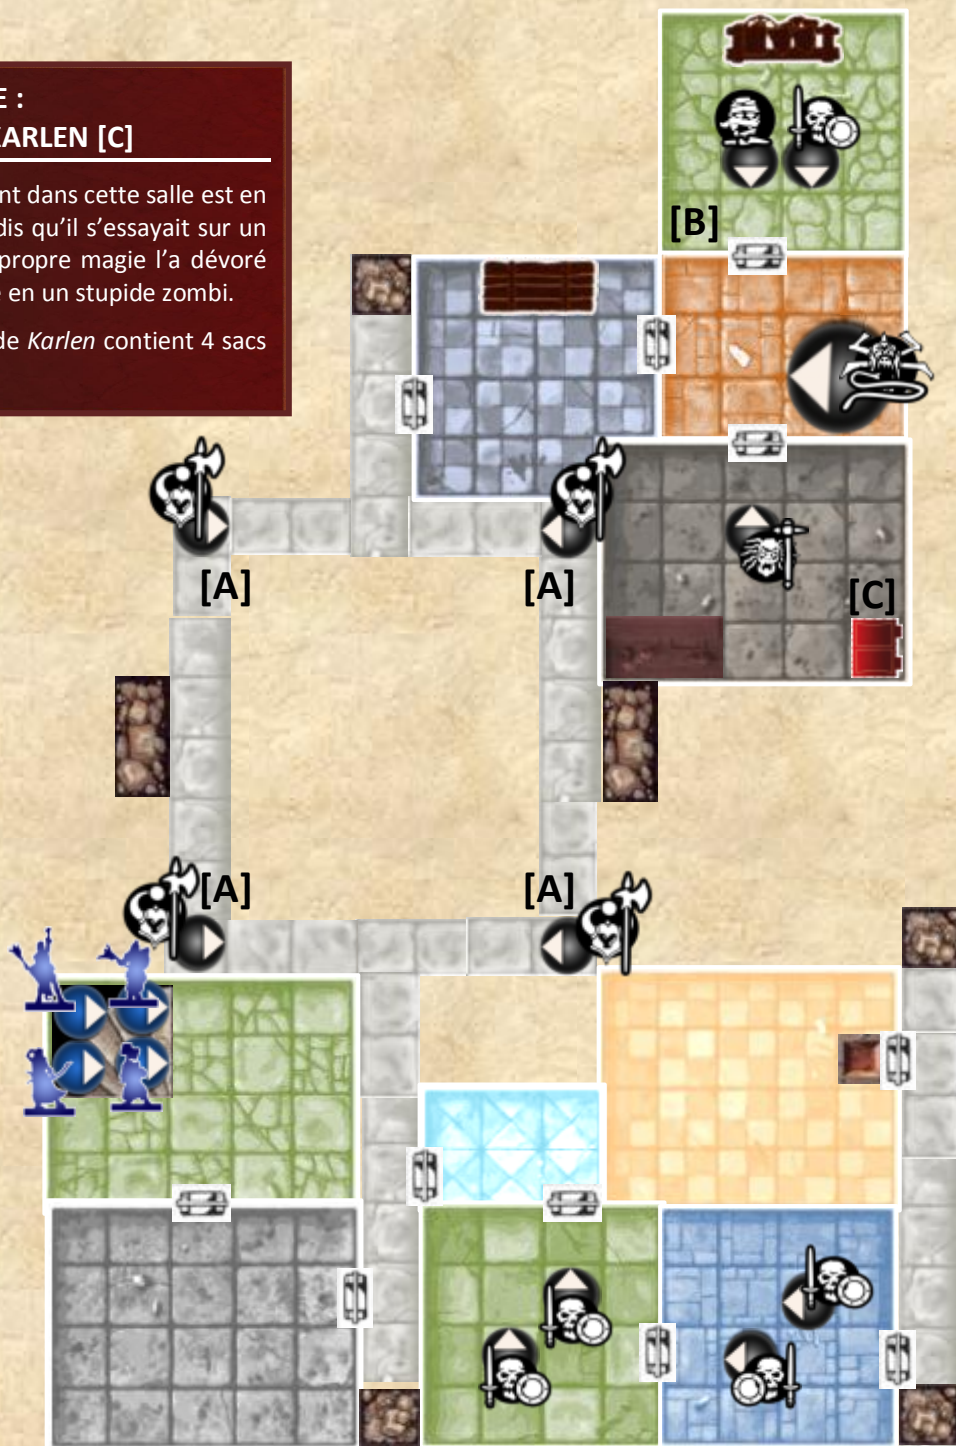 E :
KARLEN [C]
nt dans cette salle est en
dis qu'il s'essayait sur un
propre magie l'a dévoré
e en un stupide zombi.
de Karlen contient 4 sacs
[B]
[A]
[A]
[C]
[A]
[A]